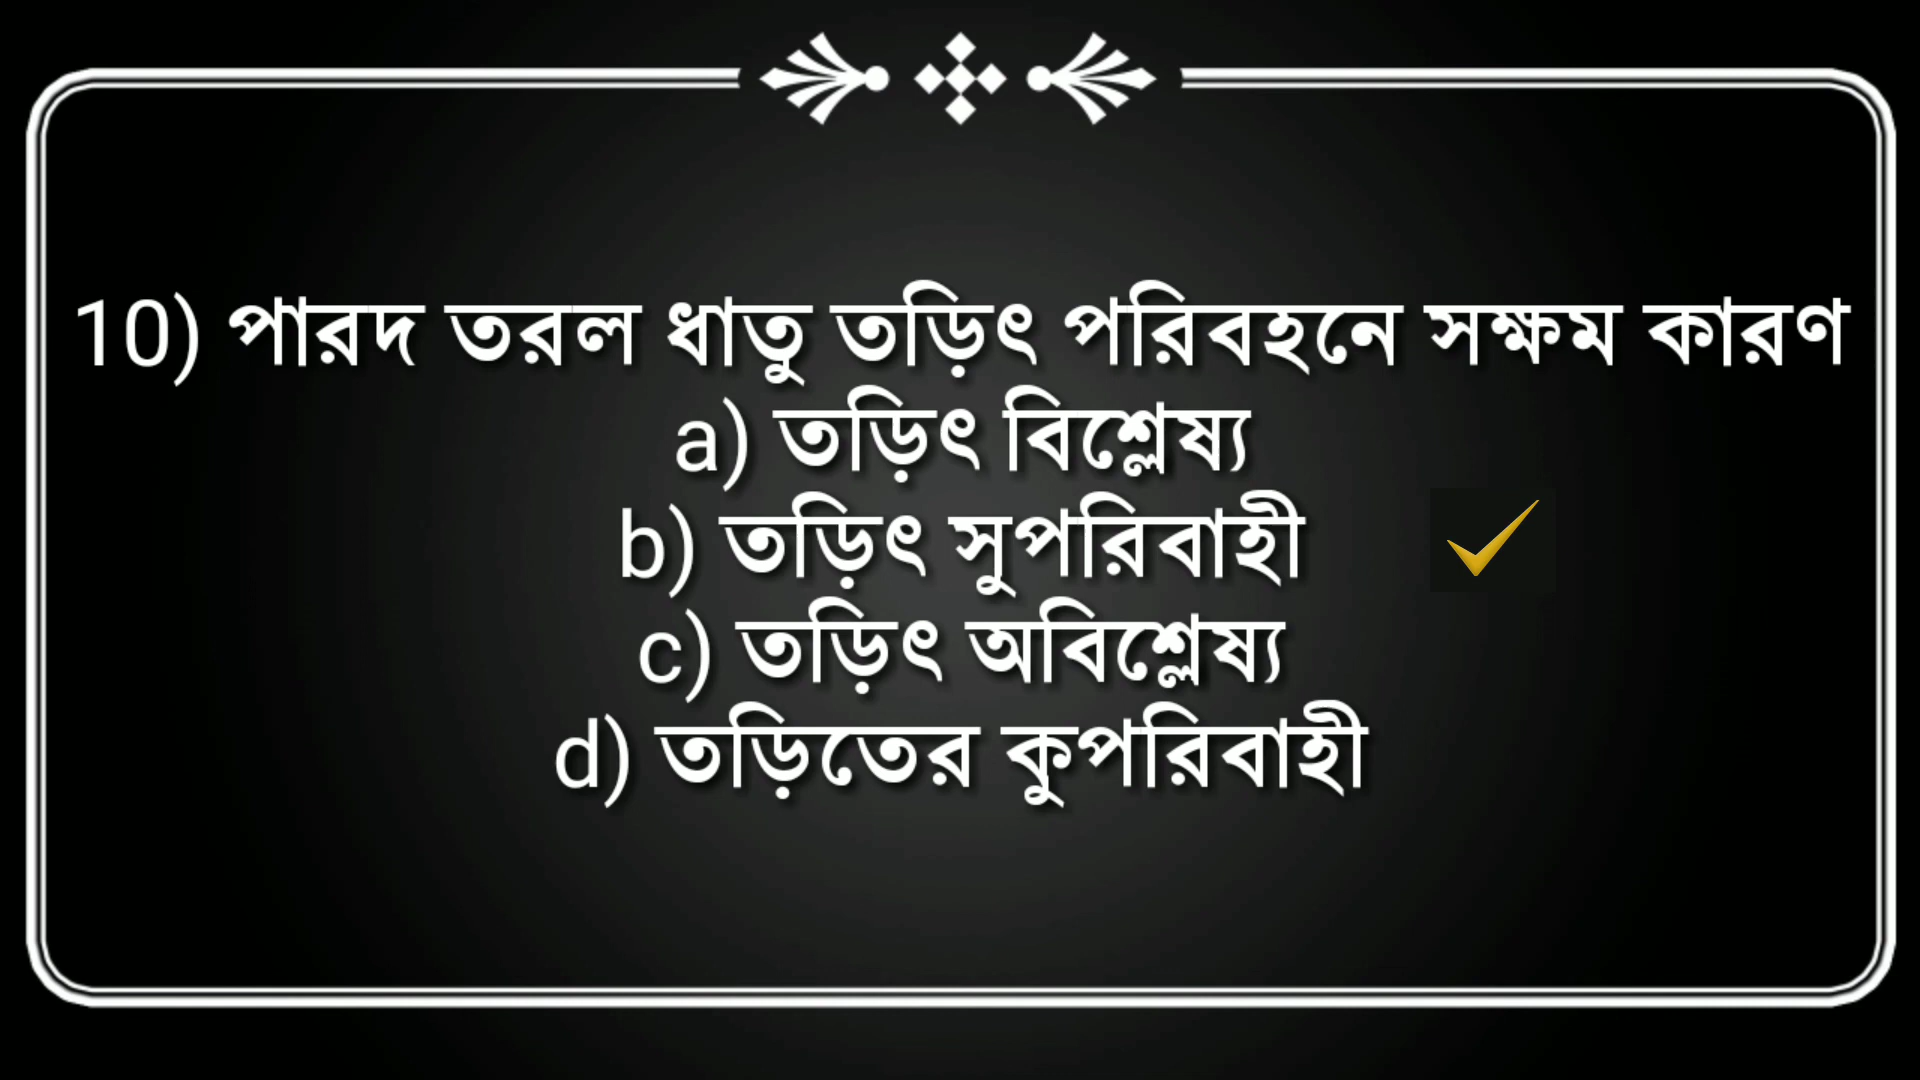 10) পারদ তরল ধাতু তড়িৎ পরিবহনে সক্ষম কারণ
a) তড়িৎ বিশ্লেষ্য
b) তড়িৎ সুপরিবাহী
c) তড়িৎ অবিশ্লেষ্য
d) তড়িতের কুপরিবাহী